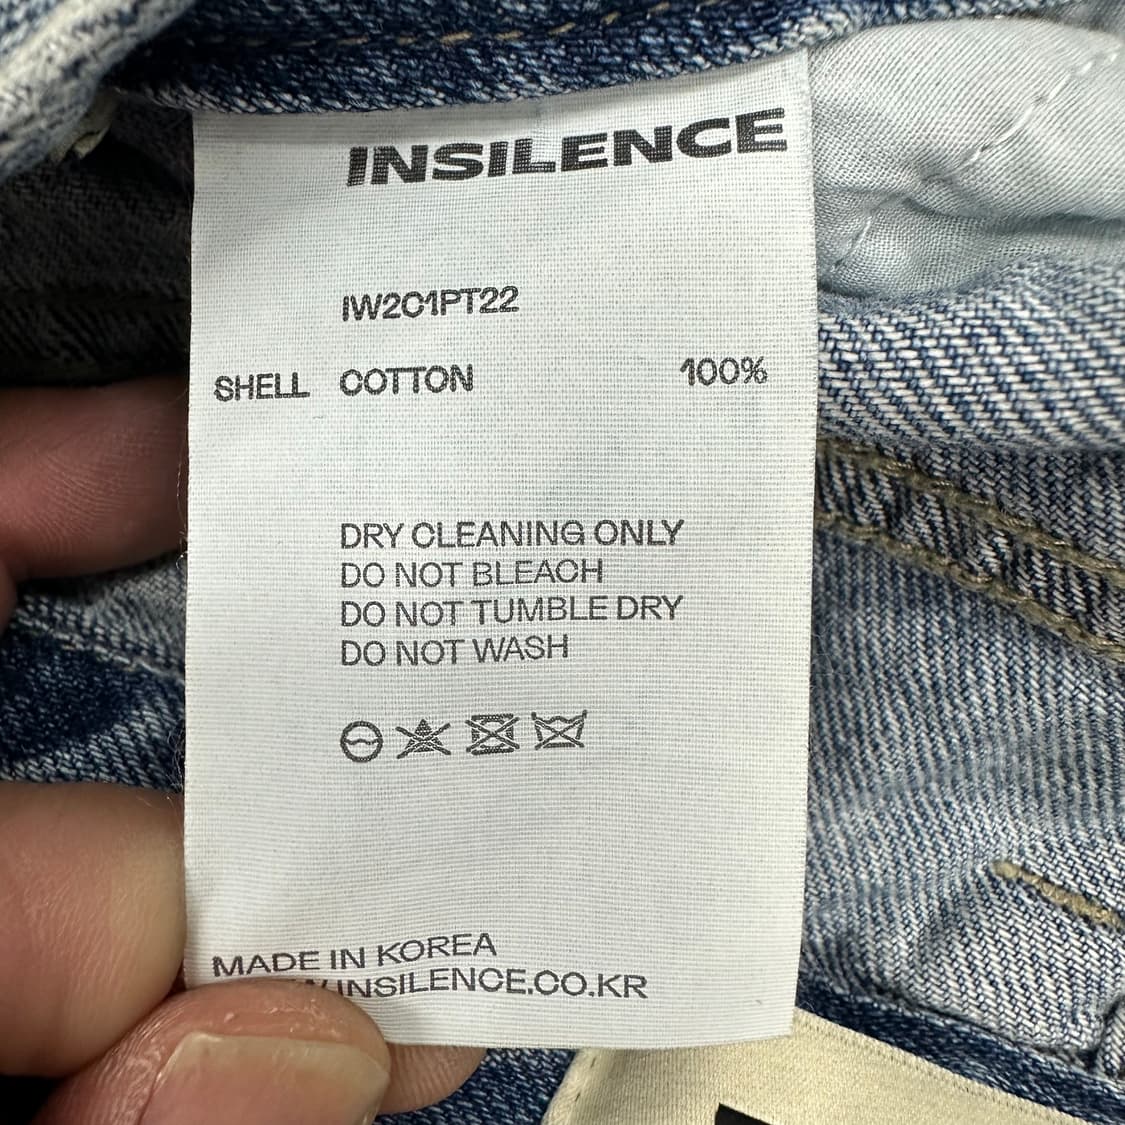 INSILENCE
IW2C1PT22
SHELL COTTON 100%
DRY CLEANING ONLY
DO NOT BLEACH
DO NOT TUMBLE DRY
DO NOT WASH
MADE IN KOREA
INSILENCE.CO.KR